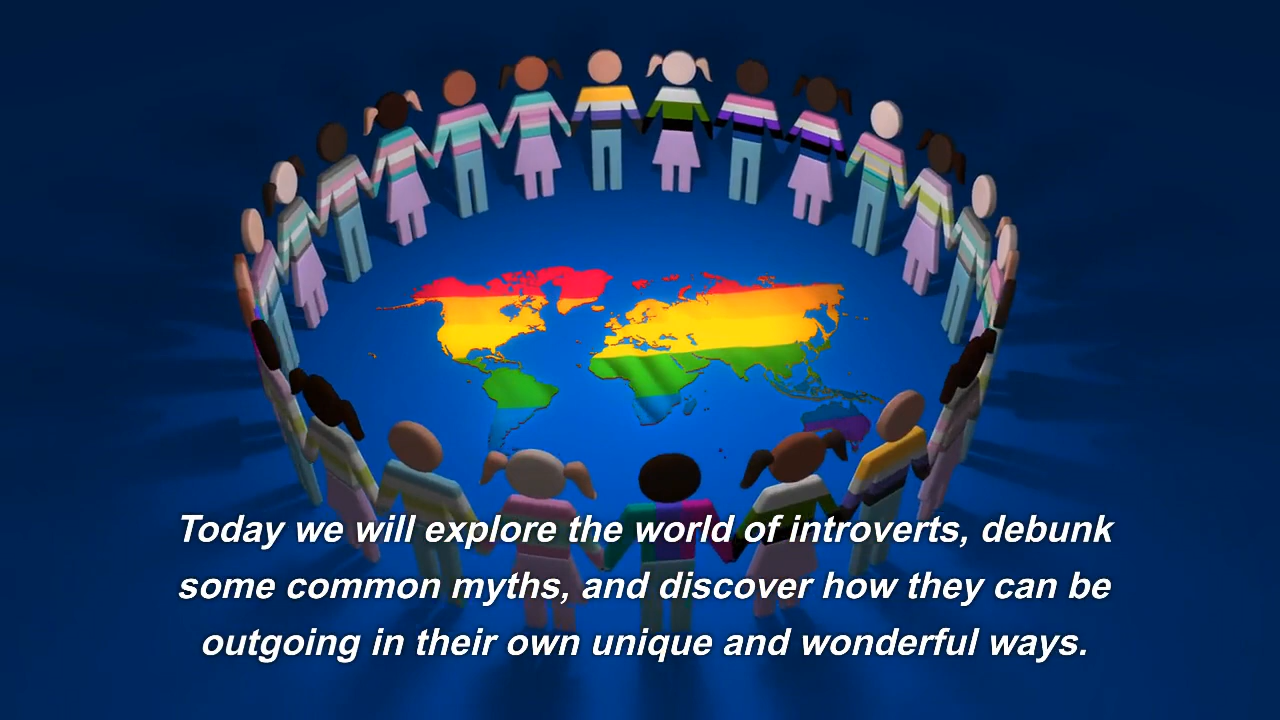 Today we will explore the world of introverts, debunk
some common myths, and discover how they can be
outgoing in their own unique and wonderful ways.